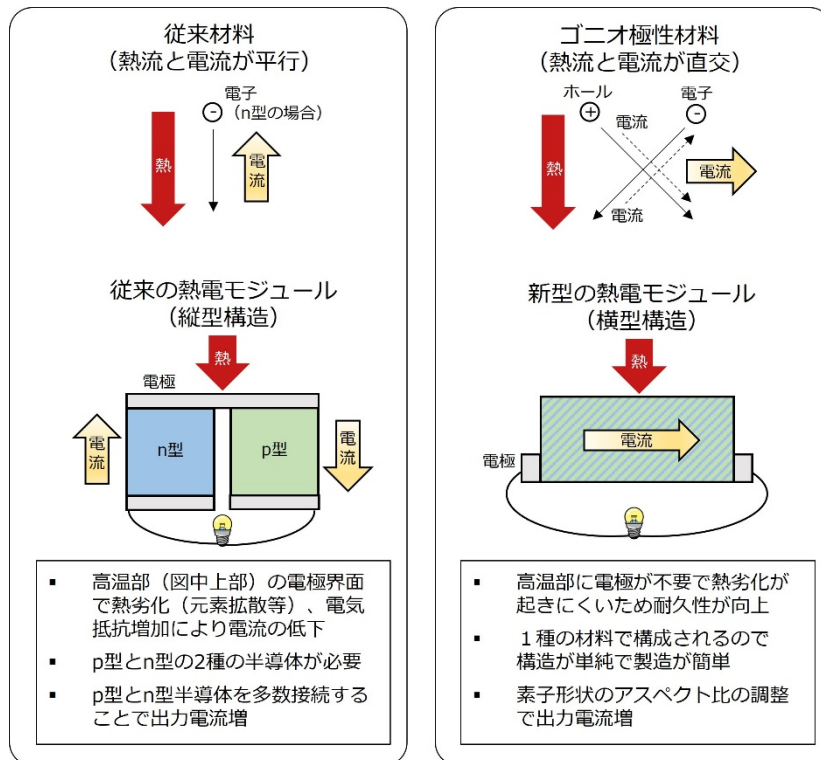 従来材料
（熱流と電流が平行）
電子
（n型の場合）
-
熱
電流
従来の熱電モジュール
（縦型構造）
熱
電極
電流
n型
p型
電流
▪ 高温部（図中上部）の電極界面
で熱劣化（元素拡散等）、電気
抵抗増加により電流の低下
▪ p型とn型の2種の半導体が必要
▪ p型とn型半導体を多数接続する
ことで出力電流増
ゴニオ極性材料
（熱流と電流が直交）
ホール
電子
+
電流
-
熱
電流
電流
新型の熱電モジュール
（横型構造）
熱
電流
電極
▪ 高温部に電極が不要で熱劣化が
起きにくいため耐久性が向上
▪ １種の材料で構成されるので
構造が単純で製造が簡単
▪ 素子形状のアスペクト比の調整
で出力電流増